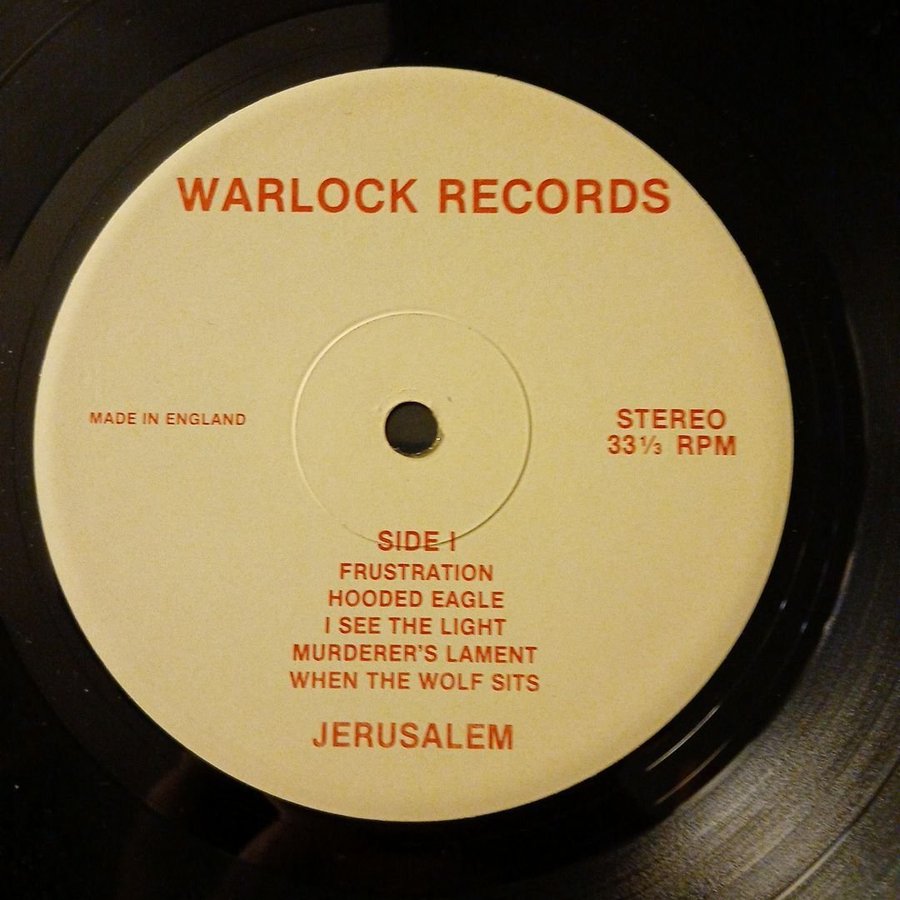 WARLOCK RECORDS
MADE IN ENGLAND
STEREO
33⅓ RPM
SIDE I
FRUSTRATION
HOODED EAGLE
I SEE THE LIGHT
MURDERER'S LAMENT
WHEN THE WOLF SITS
JERUSALEM